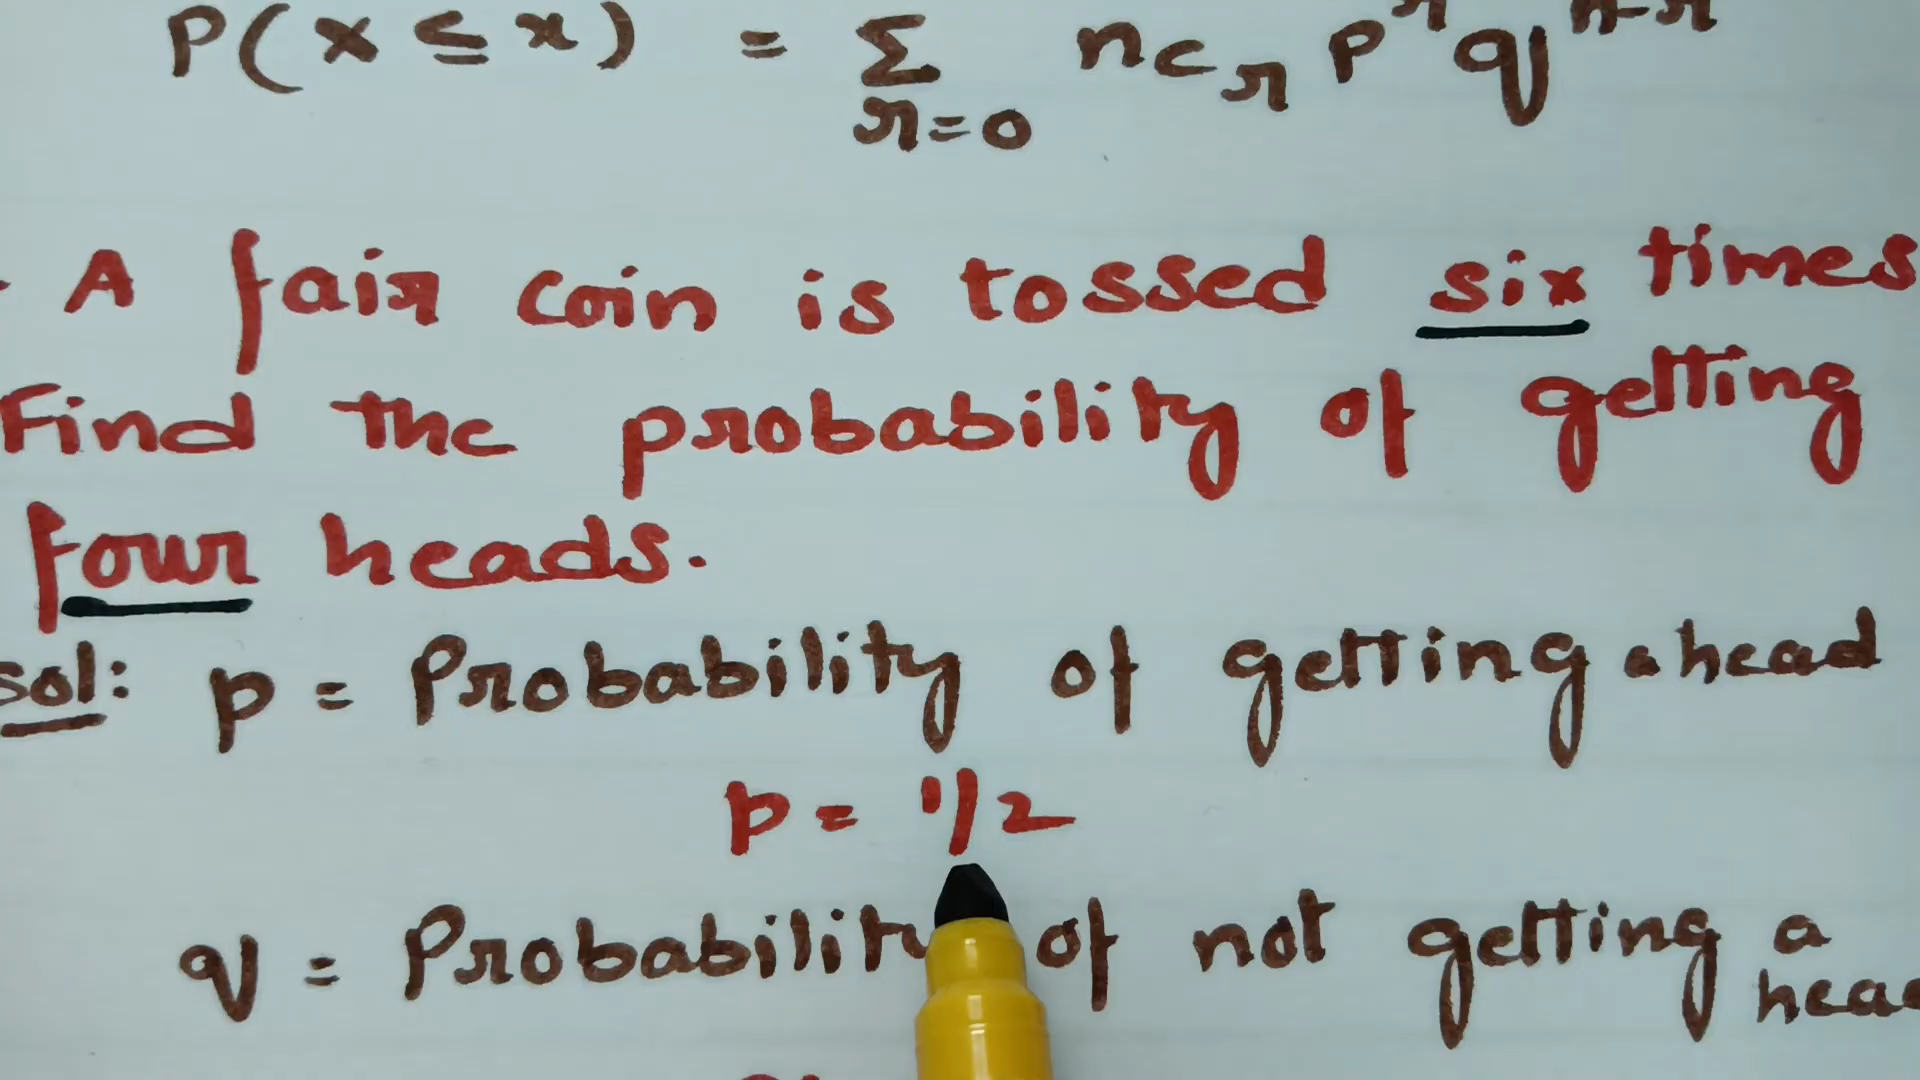 P(x ≤ x) = Σ nCr p^r q^n-r
r=0
A fair coin is tossed six times
Find the probability of getting
four heads.
sol: p = Probability of getting a head
p = 1/2
q = Probability of not getting a
head